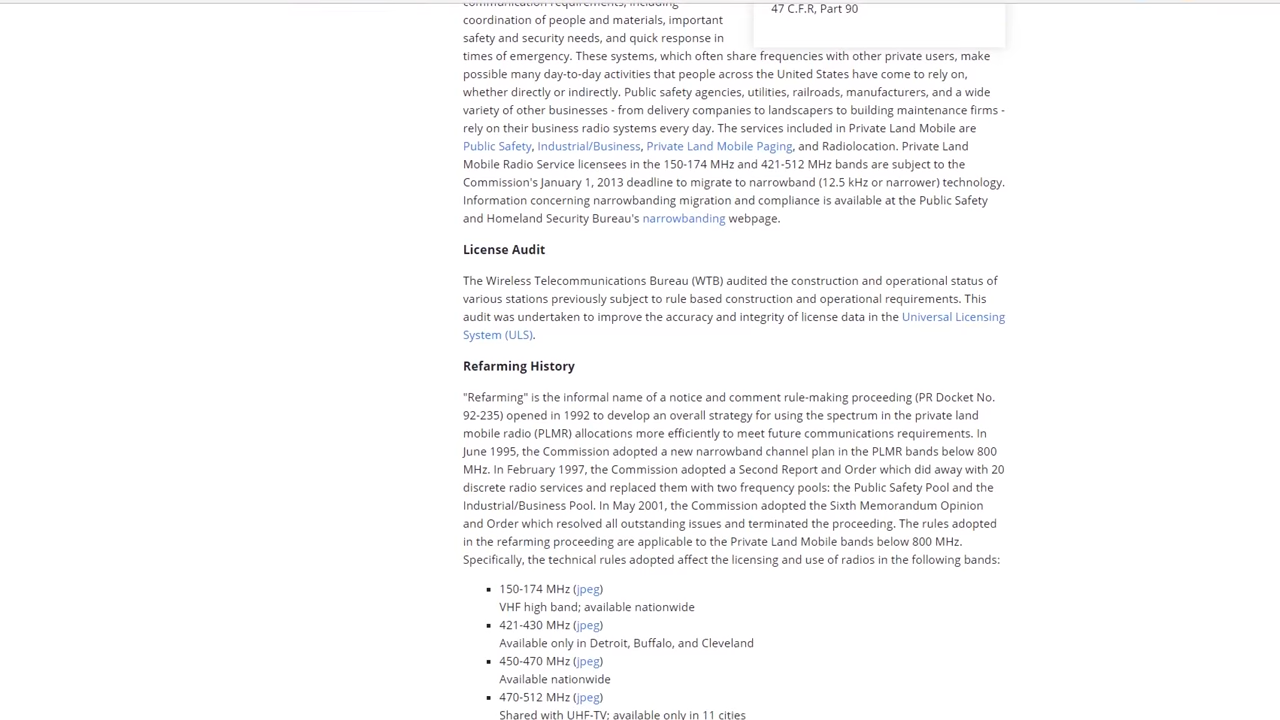 communication requirements, including
47 C.F.R, Part 90
coordination of people and materials, important
safety and security needs, and quick response in
times of emergency. These systems, which often share frequencies with other private users, make
possible many day-to-day activities that people across the United States have come to rely on,
whether directly or indirectly. Public safety agencies, utilities, railroads, manufacturers, and a wide
variety of other businesses - from delivery companies to landscapers to building maintenance firms -
rely on their business radio systems every day. The services included in Private Land Mobile are
Public Safety, Industrial/Business, Private Land Mobile Paging, and Radiolocation. Private Land
Mobile Radio Service licensees in the 150-174 MHz and 421-512 MHz bands are subject to the
Commission's January 1, 2013 deadline to migrate to narrowband (12.5 kHz or narrower) technology.
Information concerning narrowbanding migration and compliance is available at the Public Safety
and Homeland Security Bureau's narrowbanding webpage.
License Audit
The Wireless Telecommunications Bureau (WTB) audited the construction and operational status of
various stations previously subject to rule based construction and operational requirements. This
audit was undertaken to improve the accuracy and integrity of license data in the Universal Licensing
System (ULS).
Refarming History
"Refarming" is the informal name of a notice and comment rule-making proceeding (PR Docket No.
92-235) opened in 1992 to develop an overall strategy for using the spectrum in the private land
mobile radio (PLMR) allocations more efficiently to meet future communications requirements. In
June 1995, the Commission adopted a new narrowband channel plan in the PLMR bands below 800
MHz. In February 1997, the Commission adopted a Second Report and Order which did away with 20
discrete radio services and replaced them with two frequency pools: the Public Safety Pool and the
Industrial/Business Pool. In May 2001, the Commission adopted the Sixth Memorandum Opinion
and Order which resolved all outstanding issues and terminated the proceeding. The rules adopted
in the refarming proceeding are applicable to the Private Land Mobile bands below 800 MHz.
Specifically, the technical rules adopted affect the licensing and use of radios in the following bands:
150-174 MHz (jpeg)
VHF high band; available nationwide
421-430 MHz (jpeg)
Available only in Detroit, Buffalo, and Cleveland
450-470 MHz (jpeg)
Available nationwide
470-512 MHz (jpeg)
Shared with UHF-TV; available only in 11 cities